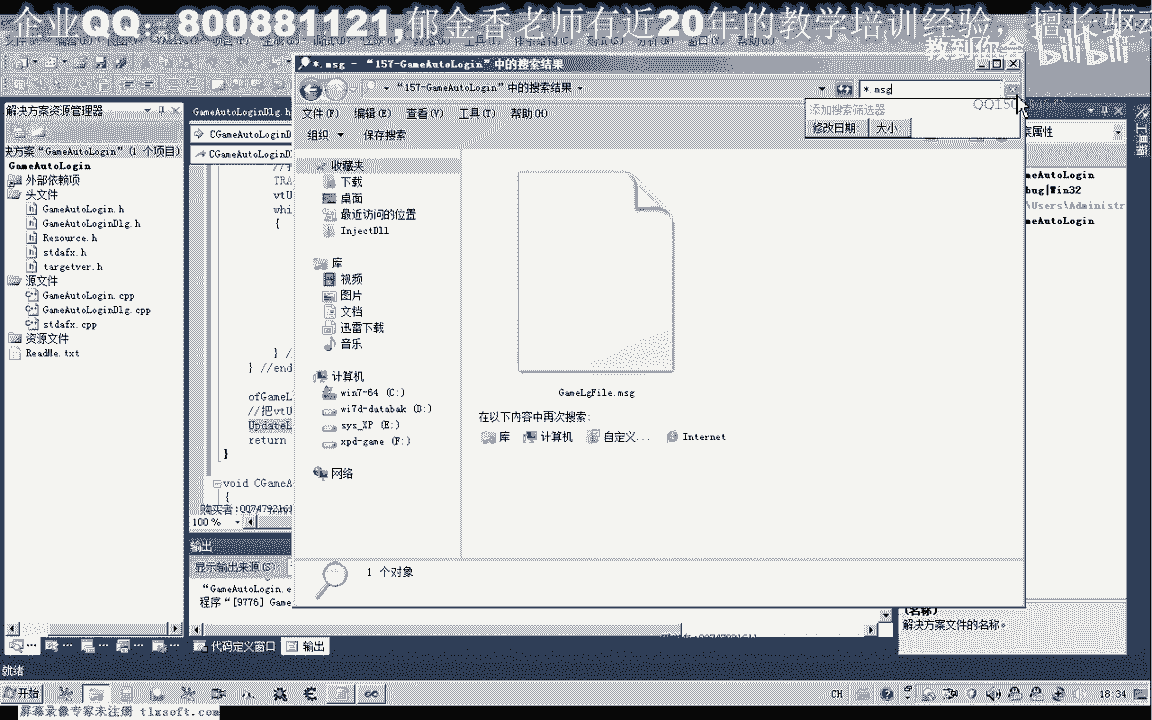 企业QQ：800881121,郁金香老师有近20年的教学培训经验， 擅长驱动
教到你会
bilibili
*.msg - “157-GameAutoLogin”中的搜索结果
“157-GameAutoLogin”中的搜索结果
*.msg
添加搜索筛选器
修改日期
大小
文件(F) 编辑(E) 查看(V) 工具(T) 帮助(H)
组织 保存搜索
收藏夹
下载
桌面
最近访问的位置
InjectDll
库
视频
图片
文档
迅雷下载
音乐
计算机
win7-64 (C:)
wi7d-databak (D:)
sys_XP (E:)
xpd-game (F:)
网络
GameLgFile.msg
在以下内容中再次搜索:
库 计算机 自定义... Internet
1 个对象
解决方案资源管理器
决方案“GameAutoLogin”(1 个项目)
GameAutoLogin
外部依赖项
头文件
GameAutoLogin.h
GameAutoLoginDlg.h
Resource.h
stdafx.h
targetver.h
源文件
GameAutoLogin.cpp
GameAutoLoginDlg.cpp
stdafx.cpp
资源文件
ReadMe.txt
GameAutoLoginDlg.h
CGameAutoLoginD
CGameAutoLoginD
TRA
vtU
whi
{
} /
} //end
ofGameL
//把vtU
UpdateL
return
}
void CGameA
{
100 %
输出
显示输出来源(S)
“GameAutoLogin.e
程序“[9776] Game
代码定义窗口 输出
属性
ameAutoLogin
bug|Win32
\Users\Administr
ameAutoLogin
(名称)
解决方案文件的名称。
工具箱
就绪
开始
CH
18:34
屏幕录像专家未注册 tlxsoft.com